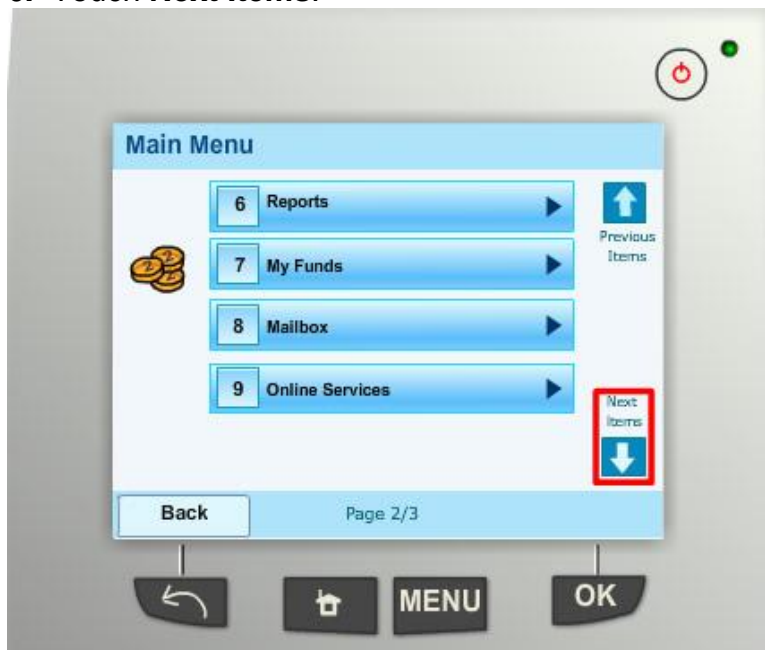 Touch Next Items.
Main Menu
6 Reports
Previous
Items
7 My Funds
8 Mailbox
9 Online Services
Next
Items
Back
Page 2/3
MENU
OK